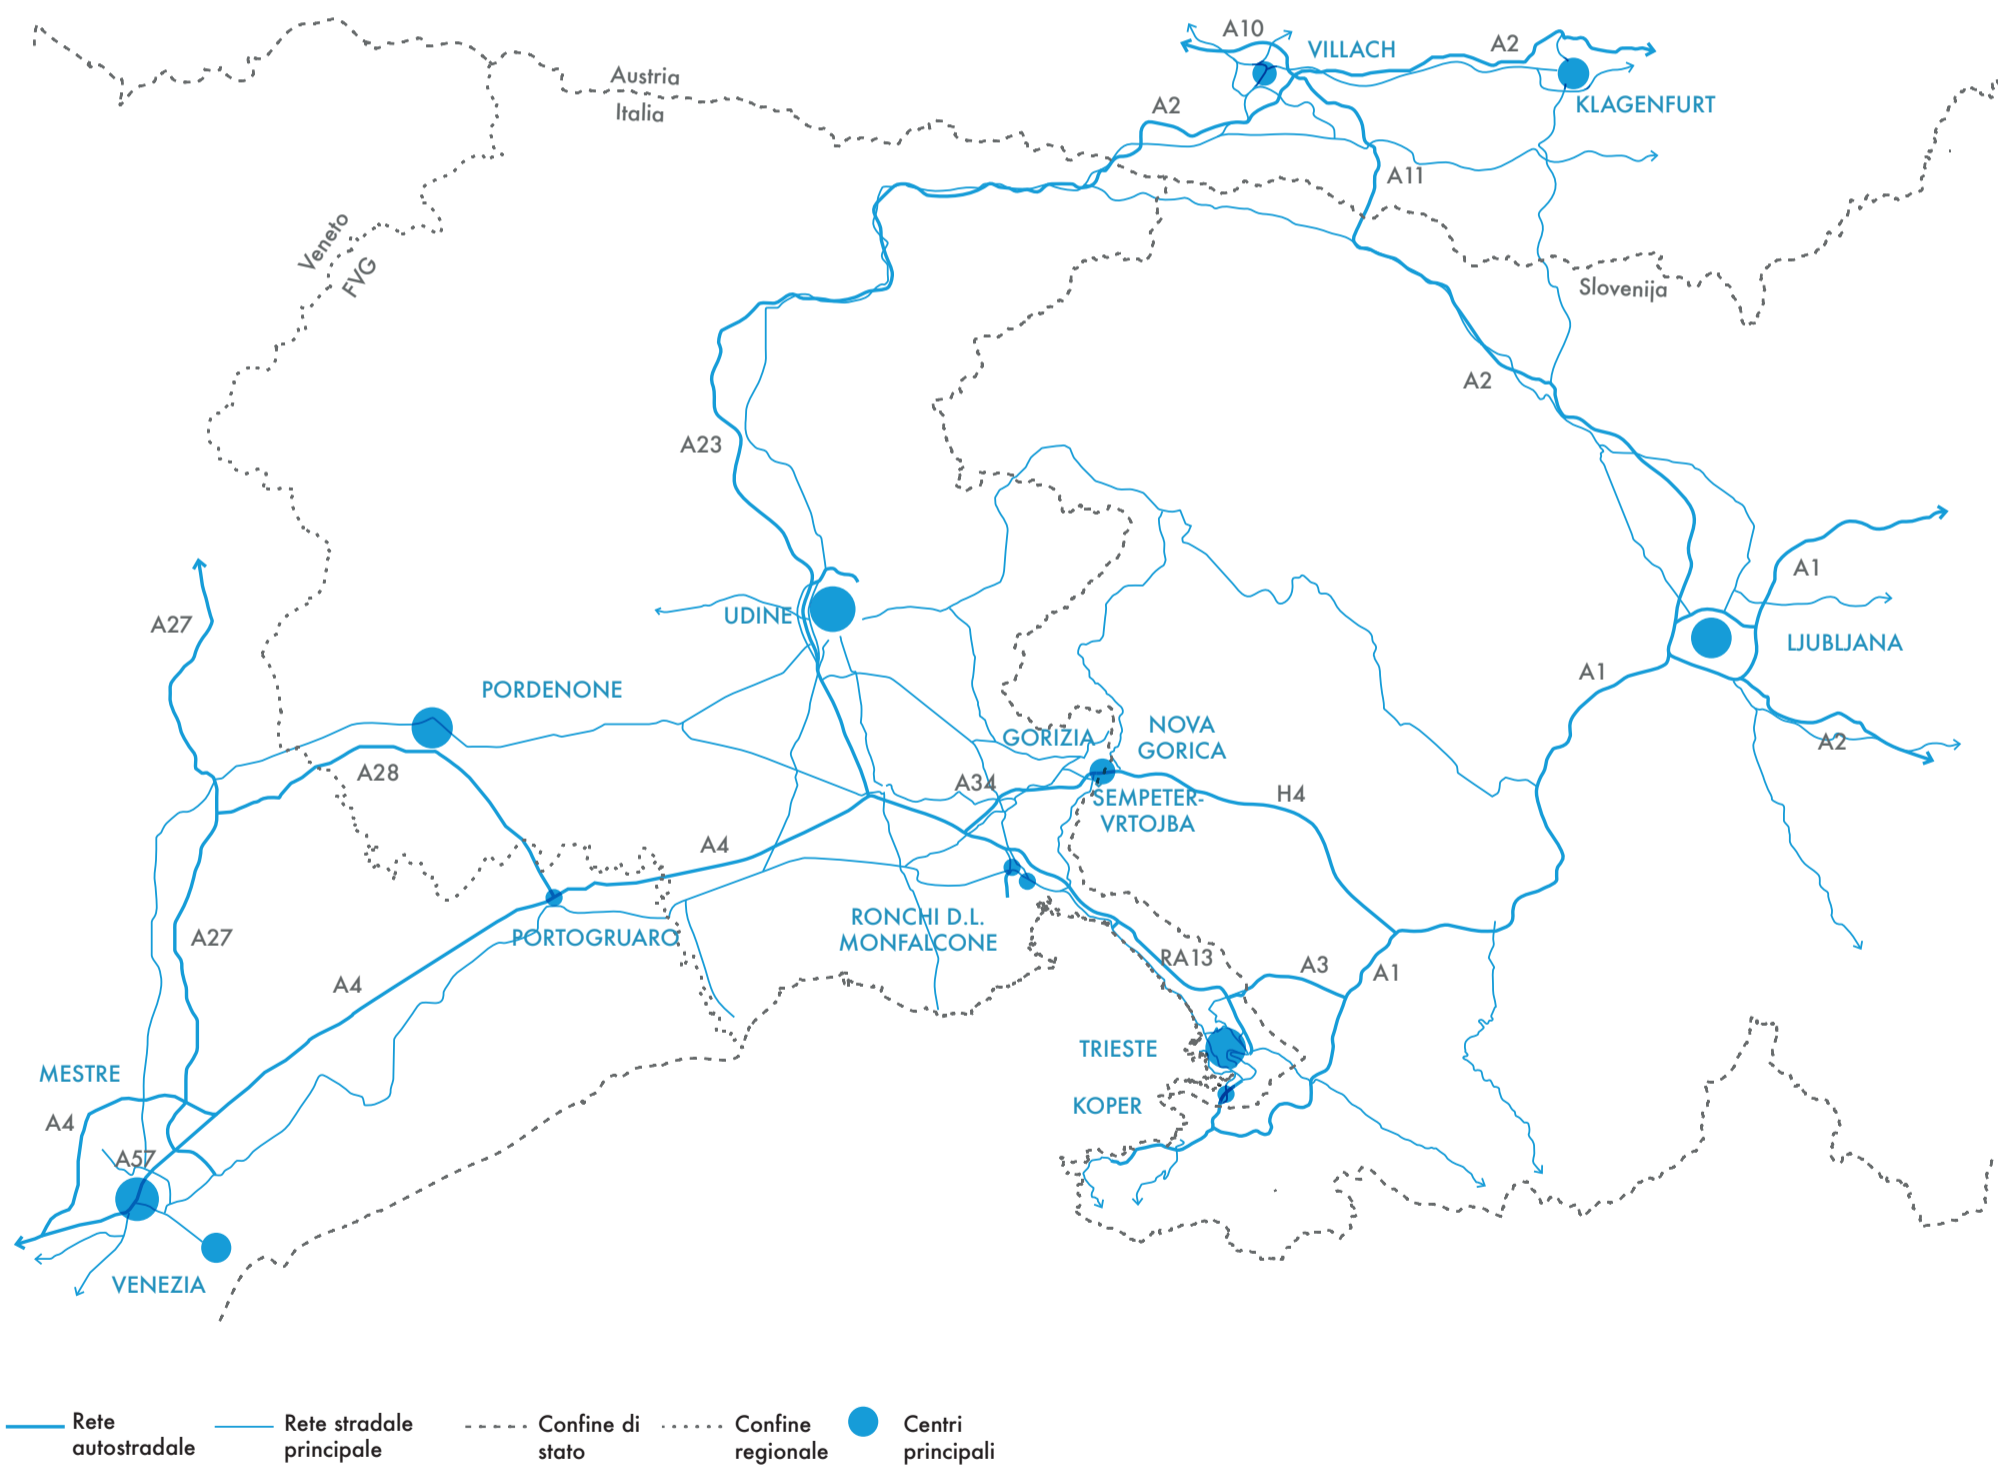 A10
VILLACH
A2
KLAGENFURT
Austria
Italia
A2
A11
Veneto
FVG
Slovenija
A2
A23
A1
A27
UDINE
LJUBLJANA
A1
PORDENONE
NOVA
GORICA
GORIZIA
A2
A28
A34
SEMPETER-
VRTOJBA
H4
A4
RONCHI D.L.
MONFALCONE
PORTOGRUARO
A27
RA13
A3
A1
A4
TRIESTE
MESTRE
KOPER
A4
A57
VENEZIA
Rete
autostradale
Rete stradale
principale
Confine di
stato
Confine
regionale
Centri
principali